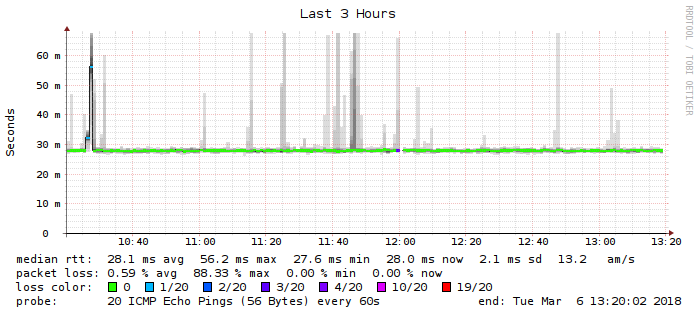 Last 3 Hours
RRDTOOL / TOBI OETIKER
Seconds
60 m
50 m
40 m
30 m
20 m
10 m
0
10:40 11:00 11:20 11:40 12:00 12:20 12:40 13:00 13:20
median rtt: 28.1 ms avg 56.2 ms max 27.6 ms min 28.0 ms now 2.1 ms sd 13.2 am/s
packet loss: 0.59 % avg 88.33 % max 0.00 % min 0.00 % now
loss color: 0 1/20 2/20 3/20 4/20 10/20 19/20
probe: 20 ICMP Echo Pings (56 Bytes) every 60s end: Tue Mar 6 13:20:02 2018